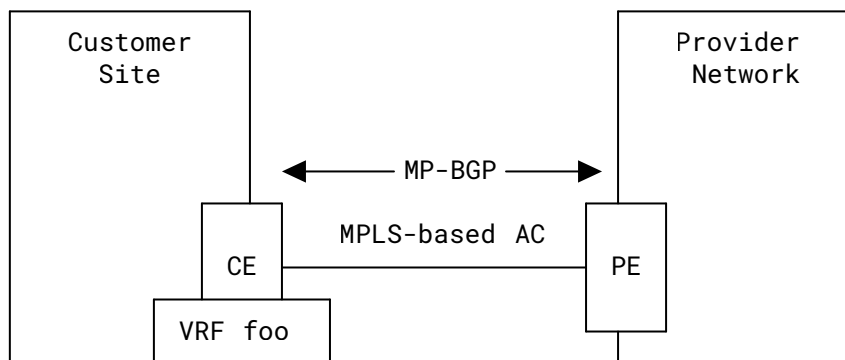 Customer
Site
Provider
Network
MP-BGP
MPLS-based AC
CE
PE
VRF foo